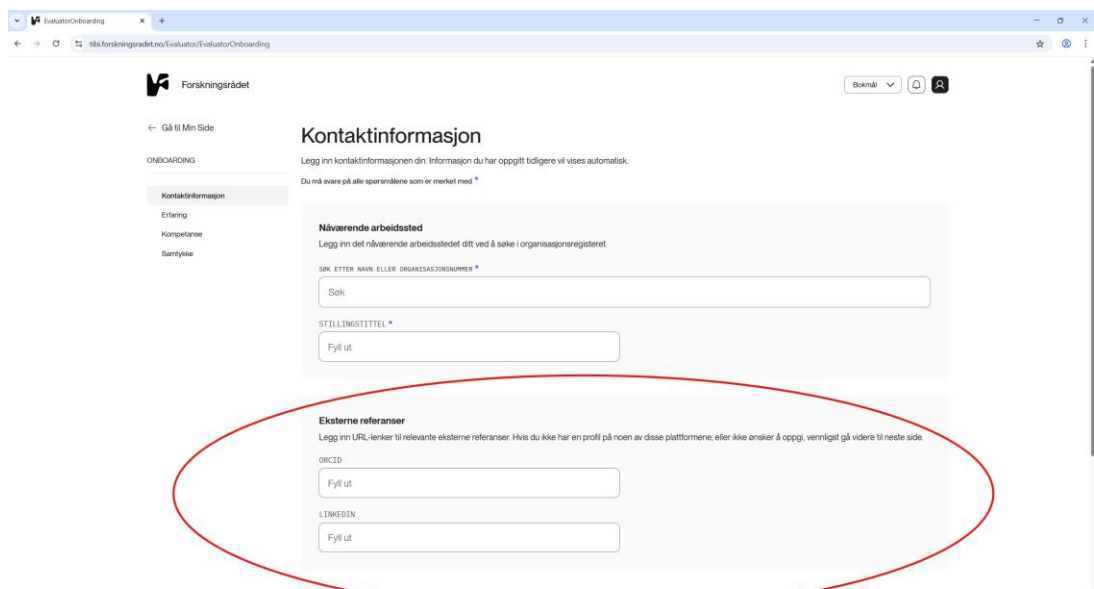 EvaluatorOnboarding
tibi.forskningsradet.no/Evaluator/EvaluatorOnboarding
Forskningsrådet
Bokmål
Gå til Min Side
ONBOARDING
Kontaktinformasjon
Erfaring
Kompetanse
Samtykke
Kontaktinformasjon
Legg inn kontaktinformasjonen din. Informasjon du har oppgitt tidligere vil vises automatisk.
Du må svare på alle spørsmålene som er merket med *
Nåværende arbeidssted
Legg inn det nåværende arbeidsstedet ditt ved å søke i organisasjonsregisteret.
SØK ETTER NAVN ELLER ORGANISASJONSNUMMER *
Søk
STILLINGSTITTEL *
Fyll ut
Eksterne referanser
Legg inn URL-lenker til relevante eksterne referanser. Hvis du ikke har en profil på noen av disse plattformene, eller ikke ønsker å oppgi, vennligst gå videre til neste side.
ORCID
Fyll ut
LINKEDIN
Fyll ut